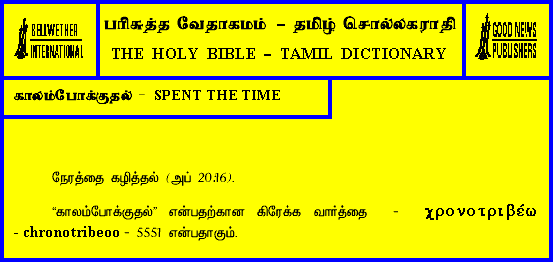 BELLWETHER
INTERNATIONAL
பரிசுத்த வேதாகமம் – தமிழ் சொல்லகராதி
THE HOLY BIBLE – TAMIL DICTIONARY
GOOD NEWS
PUBLISHERS
காலம்போக்குதல் – SPENT THE TIME
நேரத்தை கழித்தல் (அப் 20:16).
“காலம்போக்குதல்” என்பதற்கான கிரேக்க வார்த்தை - χρονοτριβέω
- chronotribeoo - 5551 என்பதாகும்.